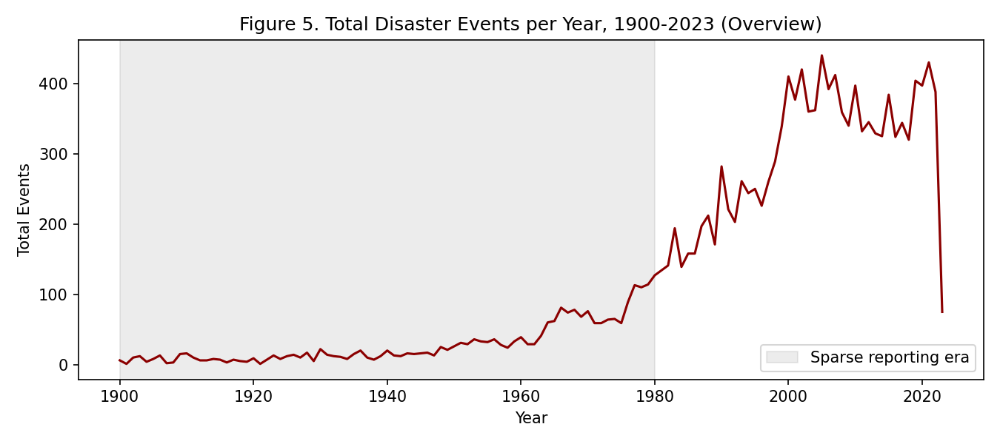 Figure 5. Total Disaster Events per Year, 1900-2023 (Overview)
Total Events
400
300
200
100
0
Sparse reporting era
1900 1920 1940 1960 1980 2000 2020
Year